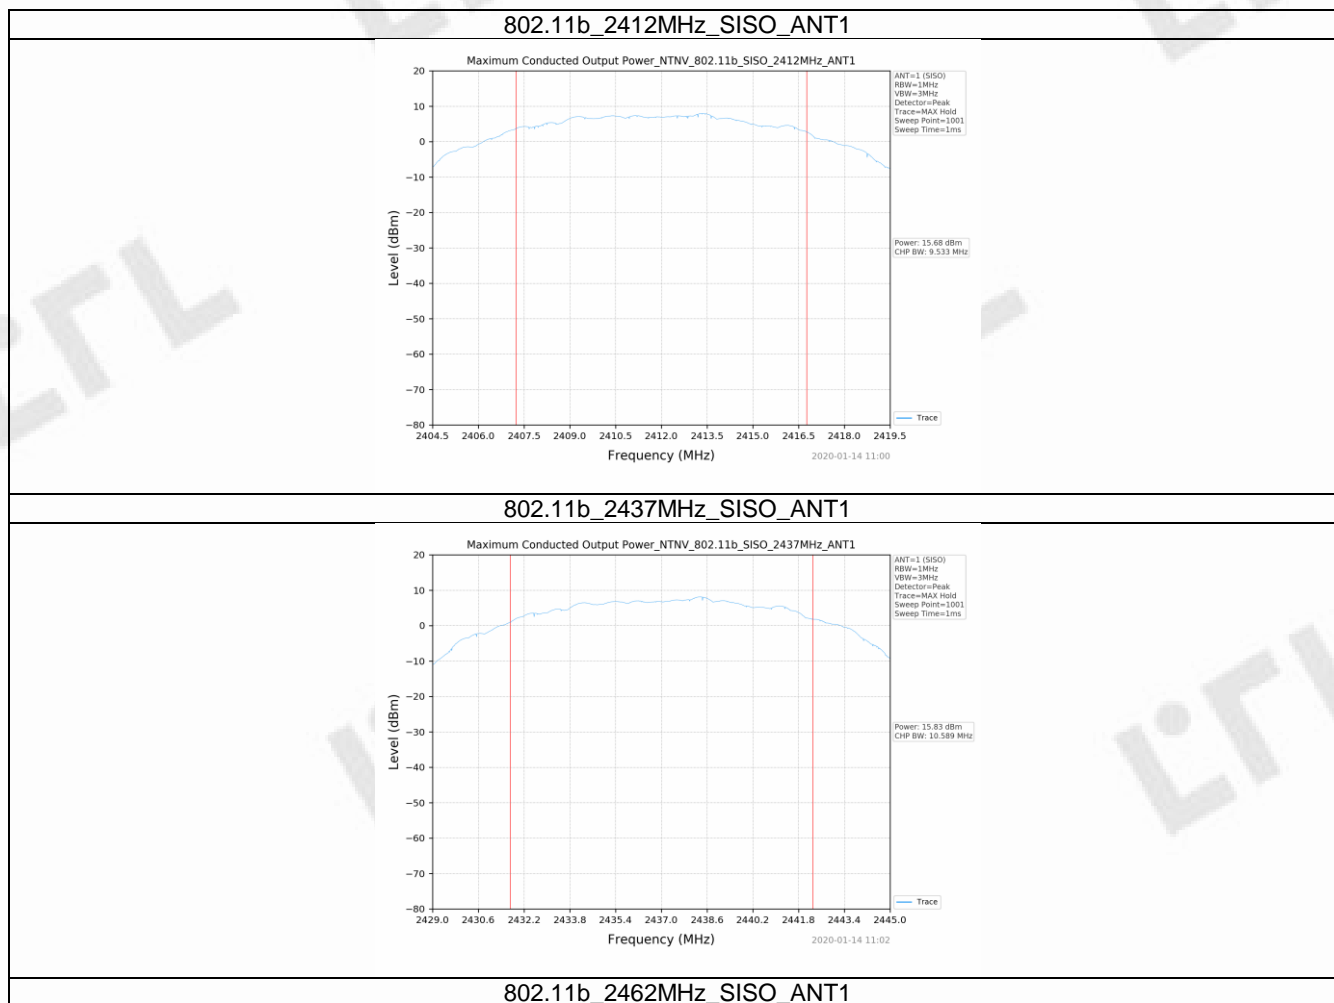 802.11b_2412MHz_SISO_ANT1
Maximum Conducted Output Power_NTNV_802.11b_SISO_2412MHz_ANT1
20
10
0
−10
−20
−30
−40
−50
−60
−70
−80
Level (dBm)
2404.5 2406.0 2407.5 2409.0 2410.5 2412.0 2413.5 2415.0 2416.5 2418.0 2419.5
Frequency (MHz)
2020-01-14 11:00
ANT=1 (SISO)
RBW=1MHz
VBW=3MHz
Detector=Peak
Trace=MAX Hold
Sweep Point=1001
Sweep Time=1ms
Power: 15.68 dBm
CHP BW: 9.533 MHz
Trace
802.11b_2437MHz_SISO_ANT1
Maximum Conducted Output Power_NTNV_802.11b_SISO_2437MHz_ANT1
20
10
0
−10
−20
−30
−40
−50
−60
−70
−80
Level (dBm)
2429.0 2430.6 2432.2 2433.8 2435.4 2437.0 2438.6 2440.2 2441.8 2443.4 2445.0
Frequency (MHz)
2020-01-14 11:02
ANT=1 (SISO)
RBW=1MHz
VBW=3MHz
Detector=Peak
Trace=MAX Hold
Sweep Point=1001
Sweep Time=1ms
Power: 15.83 dBm
CHP BW: 10.589 MHz
Trace
802.11b_2462MHz_SISO_ANT1